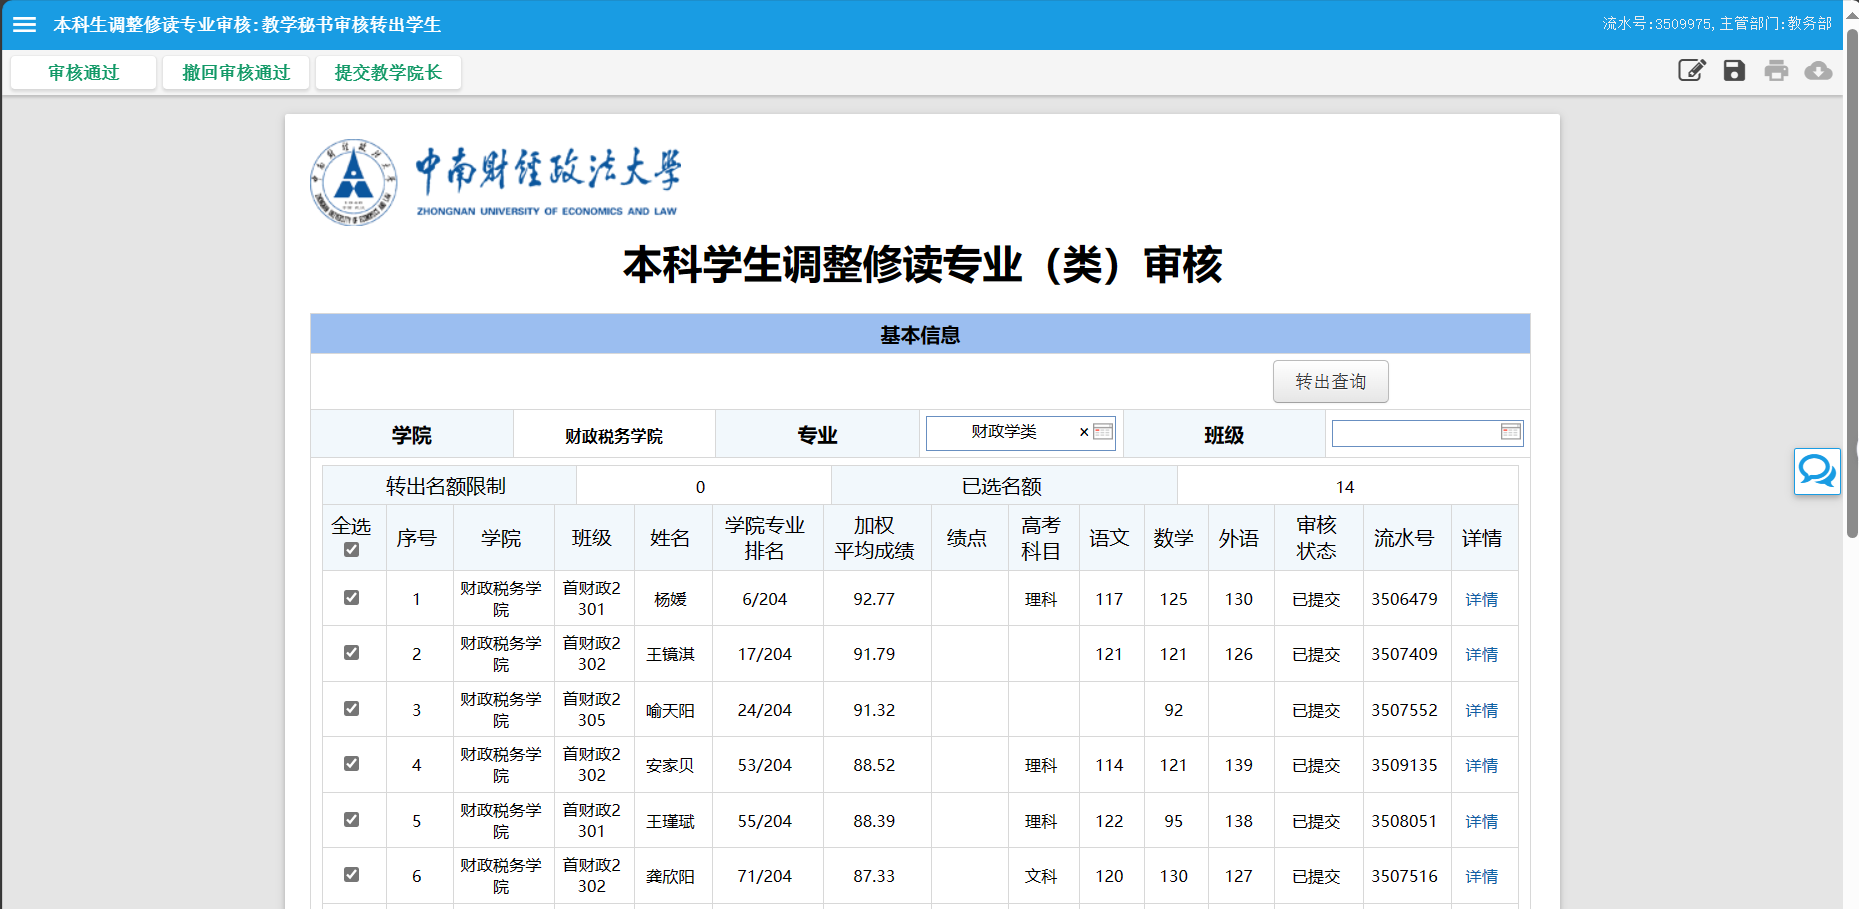 本科生调整修读专业审核:教学秘书审核转出学生
流水号:3509975,主管部门:教务部
审核通过 撤回审核通过 提交教学院长
中南财经政法大学
ZHONGNAN UNIVERSITY OF ECONOMICS AND LAW
本科学生调整修读专业（类）审核
基本信息
转出查询
学院 财政税务学院 专业 财政学类 × 班级
转出名额限制 0 已选名额 14
全选 序号 学院 班级 姓名 学院专业排名 加权平均成绩 绩点 高考科目 语文 数学 外语 审核状态 流水号 详情
1 财政税务学院 首财政2301 杨媛 6/204 92.77 理科 117 125 130 已提交 3506479 详情
2 财政税务学院 首财政2302 王镜淇 17/204 91.79 121 121 126 已提交 3507409 详情
3 财政税务学院 首财政2305 喻天阳 24/204 91.32 92 已提交 3507552 详情
4 财政税务学院 首财政2302 安家贝 53/204 88.52 理科 114 121 139 已提交 3509135 详情
5 财政税务学院 首财政2301 王瑾珷 55/204 88.39 理科 122 95 138 已提交 3508051 详情
6 财政税务学院 首财政2302 龚欣阳 71/204 87.33 文科 120 130 127 已提交 3507516 详情